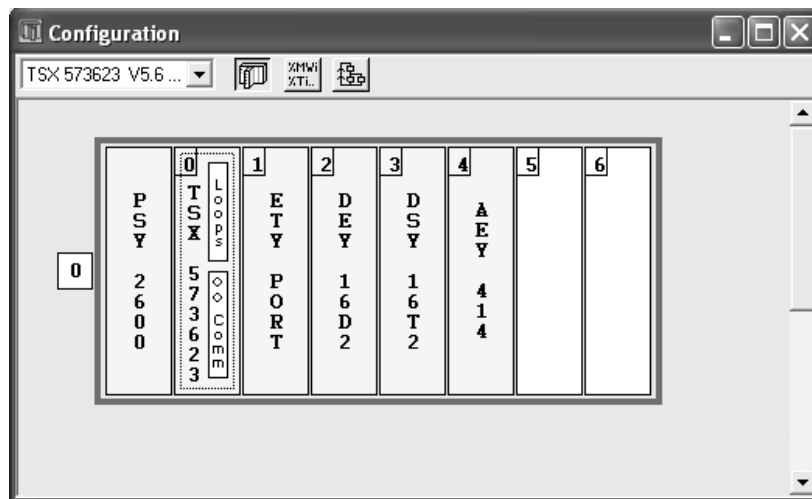 Configuration
TSX 573623 V5.6 ...
XMWi
XTi..
0
PSY 2600
0
TSX 573623
Loops
Comm
1
ETY PORT
2
DEY 16D2
3
DSY 16T2
4
AEY 414
5
6